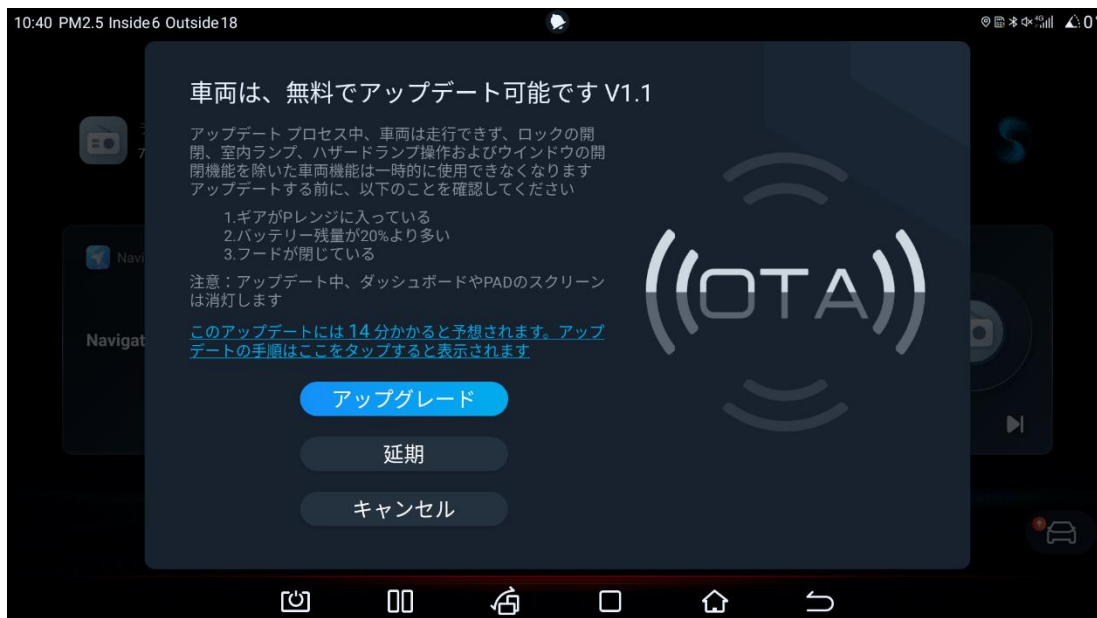 10:40 PM2.5 Inside6 Outside18
4G
0°
車両は、無料でアップデート可能です V1.1
アップデート プロセス中、車両は走行できず、ロックの開
閉、室内ランプ、ハザードランプ操作およびウインドウの開
閉機能を除いた車両機能は一時的に使用できなくなります
アップデートする前に、以下のことを確認してください
1.ギアがPレンジに入っている
2.バッテリー残量が20%より多い
3.フードが閉じている
注意：アップデート中、ダッシュボードやPADのスクリーン
は消灯します
このアップデートには 14 分かかると予想されます。アップ
デートの手順はここをタップすると表示されます
アップグレード
延期
キャンセル
((OTA))
Navi
Navigat